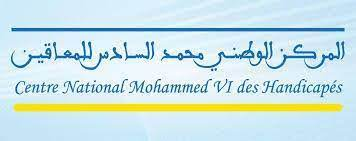 المركز الوطني محمد السادس للمعاقين
Centre National Mohammed VI des Handicapés